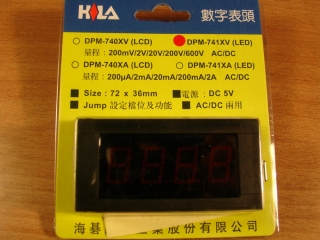 HILA 數字表頭
DPM-740XV (LCD) DPM-741XV (LED)
量程：200mV/2V/20V/200V/600V AC/DC
DPM-740XA (LCD) DPM-741XA (LED)
量程：200μA/2mA/20mA/200mA/2A AC/DC
Size：72 x 36mm 電源：DC 5V
Jump 設定檔位及功能 AC/DC 兩用
海碁 業股份有限公司